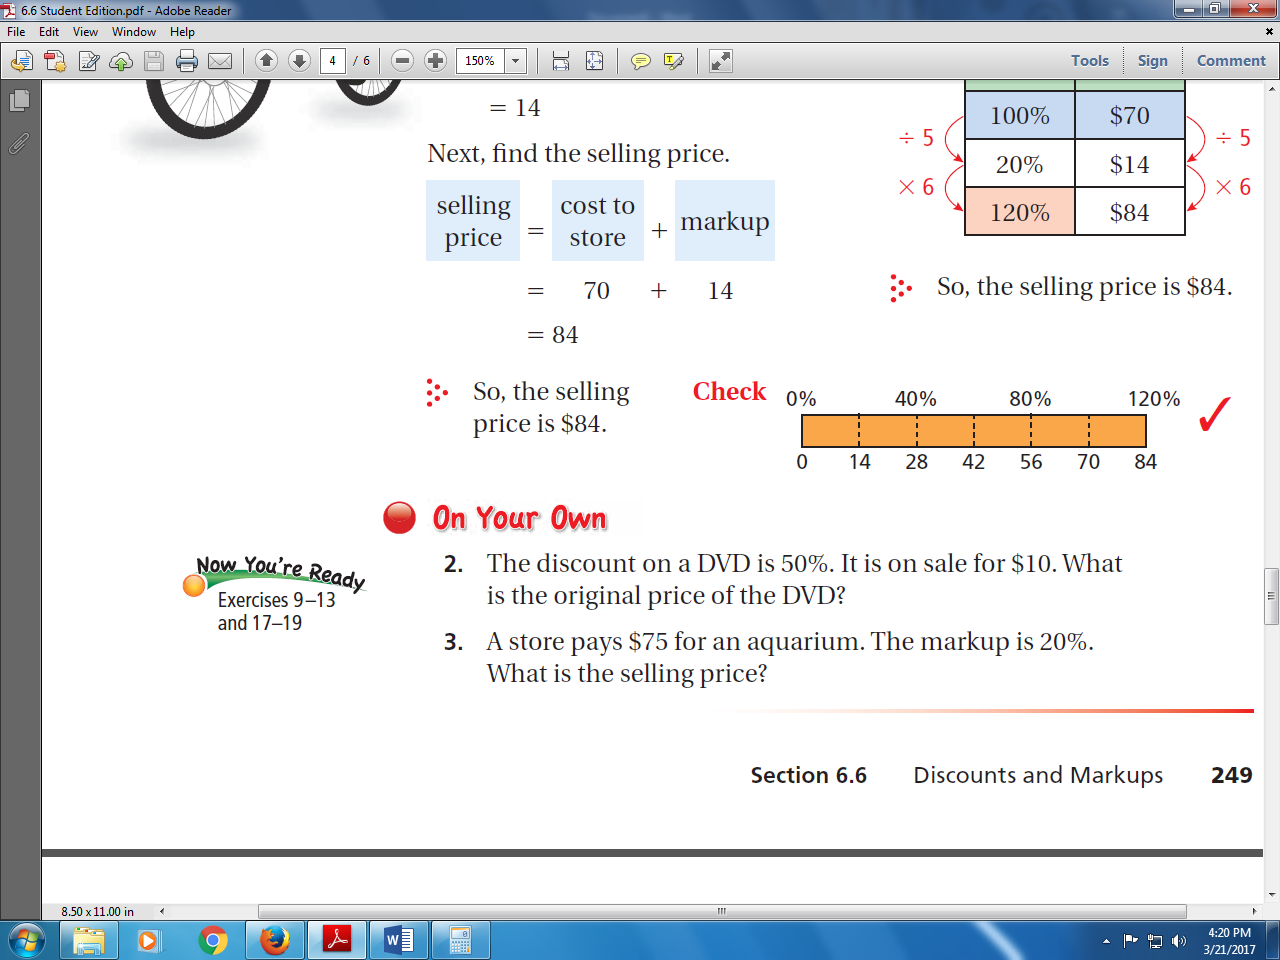 6.6 Student Edition.pdf - Adobe Reader
File Edit View Window Help
4 / 6 150% Tools Sign Comment
= 14
Next, find the selling price.
selling price = cost to store + markup
= 70 + 14
= 84
So, the selling
price is $84.
100% $70
÷ 5 ÷ 5
20% $14
× 6 × 6
120% $84
So, the selling price is $84.
Check
0% 40% 80% 120%
0 14 28 42 56 70 84
On Your Own
Now You're Ready
Exercises 9–13
and 17–19
2. The discount on a DVD is 50%. It is on sale for $10. What
is the original price of the DVD?
3. A store pays $75 for an aquarium. The markup is 20%.
What is the selling price?
Section 6.6 Discounts and Markups 249
8.50 x 11.00 in
4:20 PM
3/21/2017